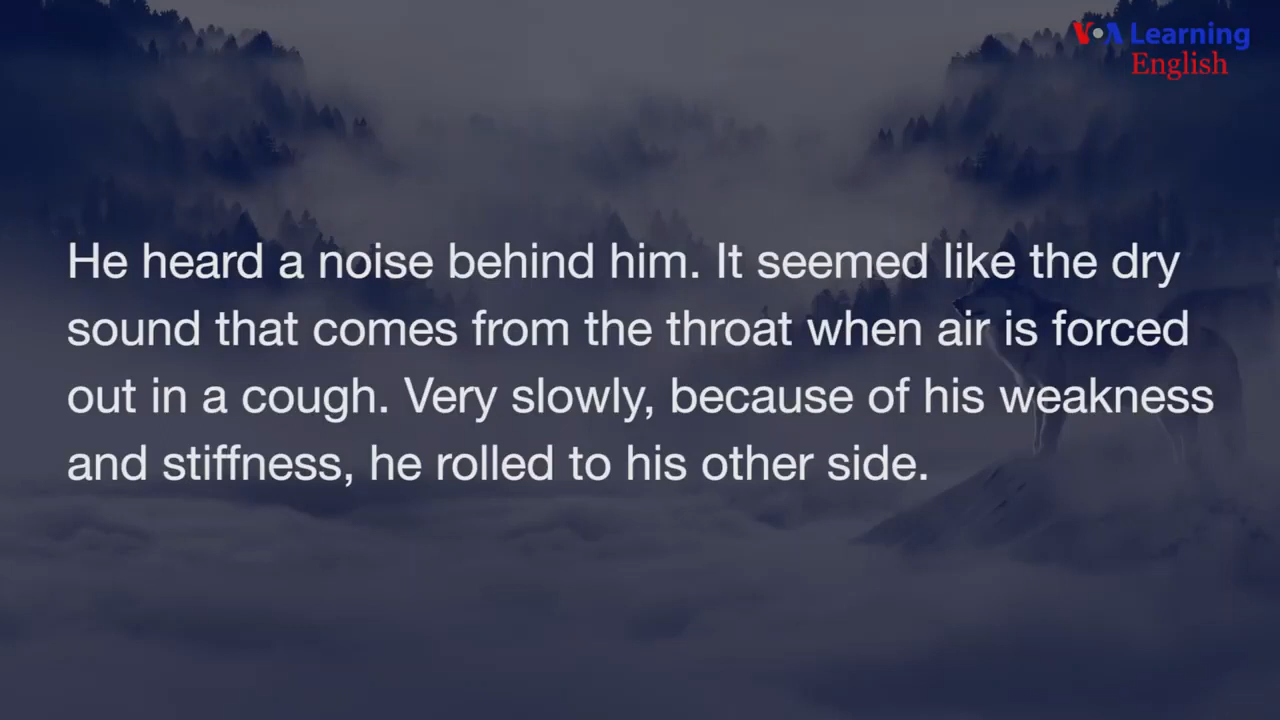 VOA Learning
English
He heard a noise behind him. It seemed like the dry
sound that comes from the throat when air is forced
out in a cough. Very slowly, because of his weakness
and stiffness, he rolled to his other side.